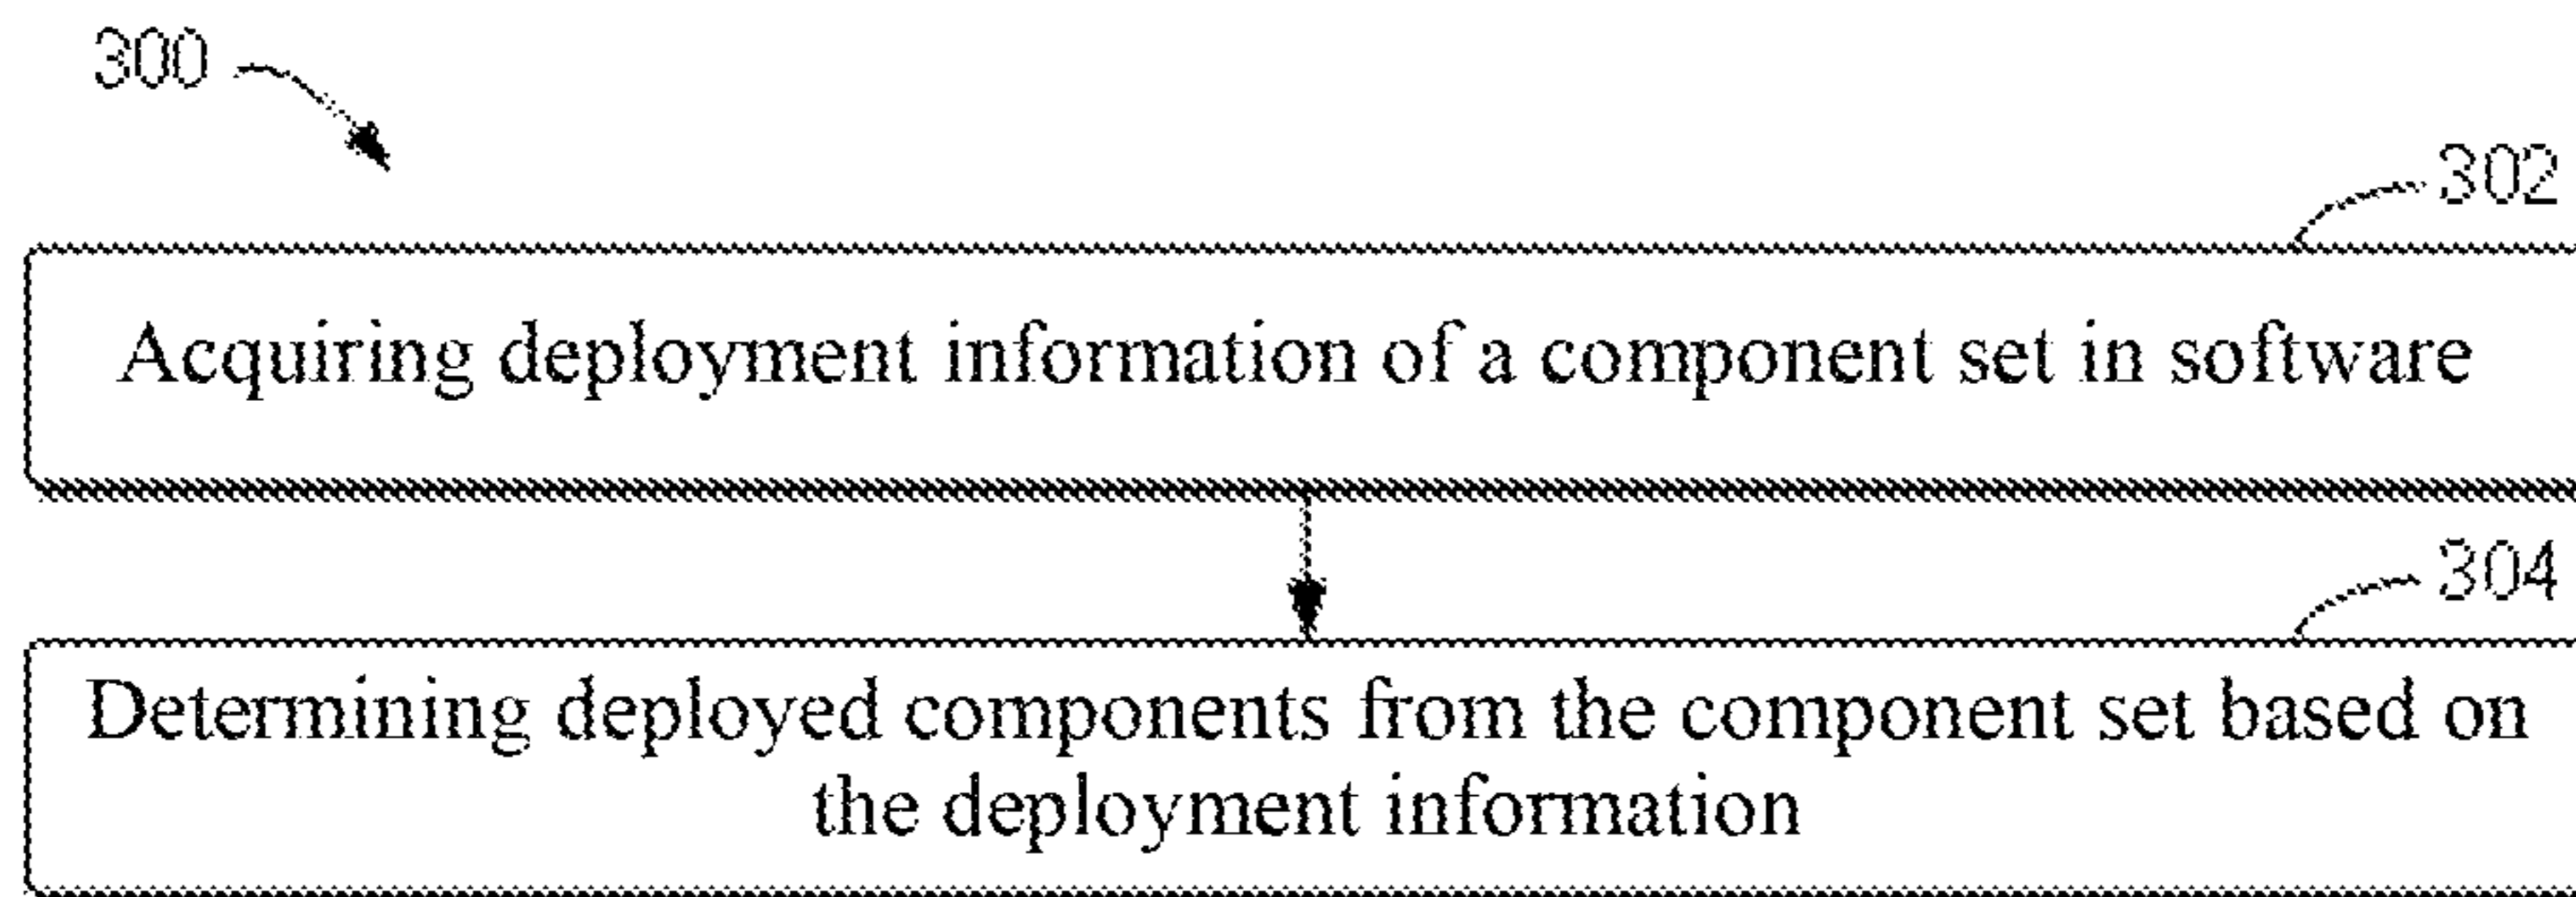 300
302
Acquiring deployment information of a component set in software
304
Determining deployed components from the component set based on
the deployment information